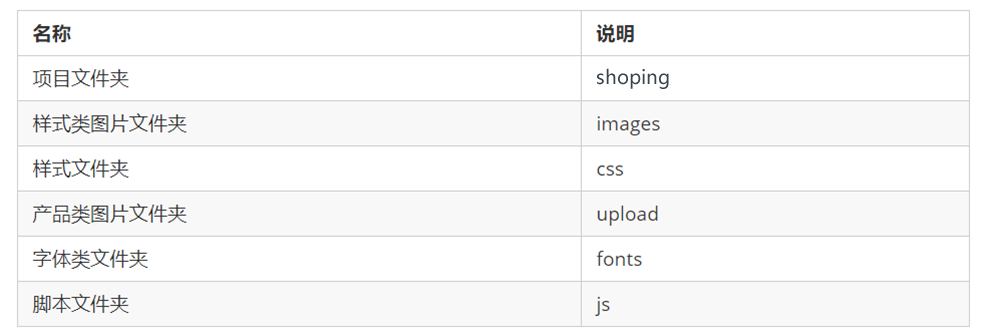 名称 说明
项目文件夹 shoping
样式类图片文件夹 images
样式文件夹 css
产品类图片文件夹 upload
字体类文件夹 fonts
脚本文件夹 js